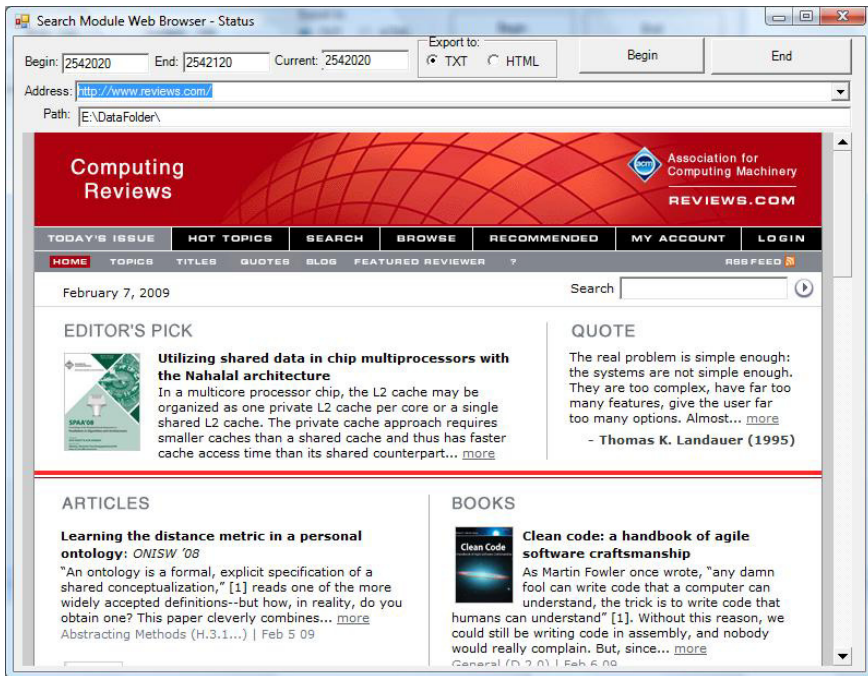 Search Module Web Browser - Status
Begin: 2542020 End: 2542120 Current: 2542020 Export to: TXT HTML Begin End
Address: http://www.reviews.com/
Path: E:\DataFolder\
Computing
Reviews
acm
Association for
Computing Machinery
REVIEWS.COM
TODAY'S ISSUE HOT TOPICS SEARCH BROWSE RECOMMENDED MY ACCOUNT LOGIN
HOME TOPICS TITLES QUOTES BLOG FEATURED REVIEWER ? RSS FEED
February 7, 2009 Search
EDITOR'S PICK
SPAA'08
Utilizing shared data in chip multiprocessors with
the Nahalal architecture
In a multicore processor chip, the L2 cache may be
organized as one private L2 cache per core or a single
shared L2 cache. The private cache approach requires
smaller caches than a shared cache and thus has faster
cache access time than its shared counterpart... more
QUOTE
The real problem is simple enough:
the systems are not simple enough.
They are too complex, have far too
many features, give the user far
too many options. Almost... more
- Thomas K. Landauer (1995)
ARTICLES
Learning the distance metric in a personal
ontology: ONISW '08
"An ontology is a formal, explicit specification of a
shared conceptualization," [1] reads one of the more
widely accepted definitions--but how, in reality, do you
obtain one? This paper cleverly combines... more
Abstracting Methods (H.3.1...) | Feb 5 09
BOOKS
Clean Code
Clean code: a handbook of agile
software craftsmanship
As Martin Fowler once wrote, "any damn
fool can write code that a computer can
understand, the trick is to write code that
humans can understand" [1]. Without this reason, we
could still be writing code in assembly, and nobody
would really complain. But, since... more
General (D.2.0) | Feb 6 09